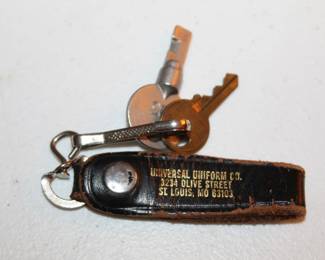 UNIVERSAL UNIFORM CO.
3234 OLIVE STREET
ST. LOUIS, MO 63103